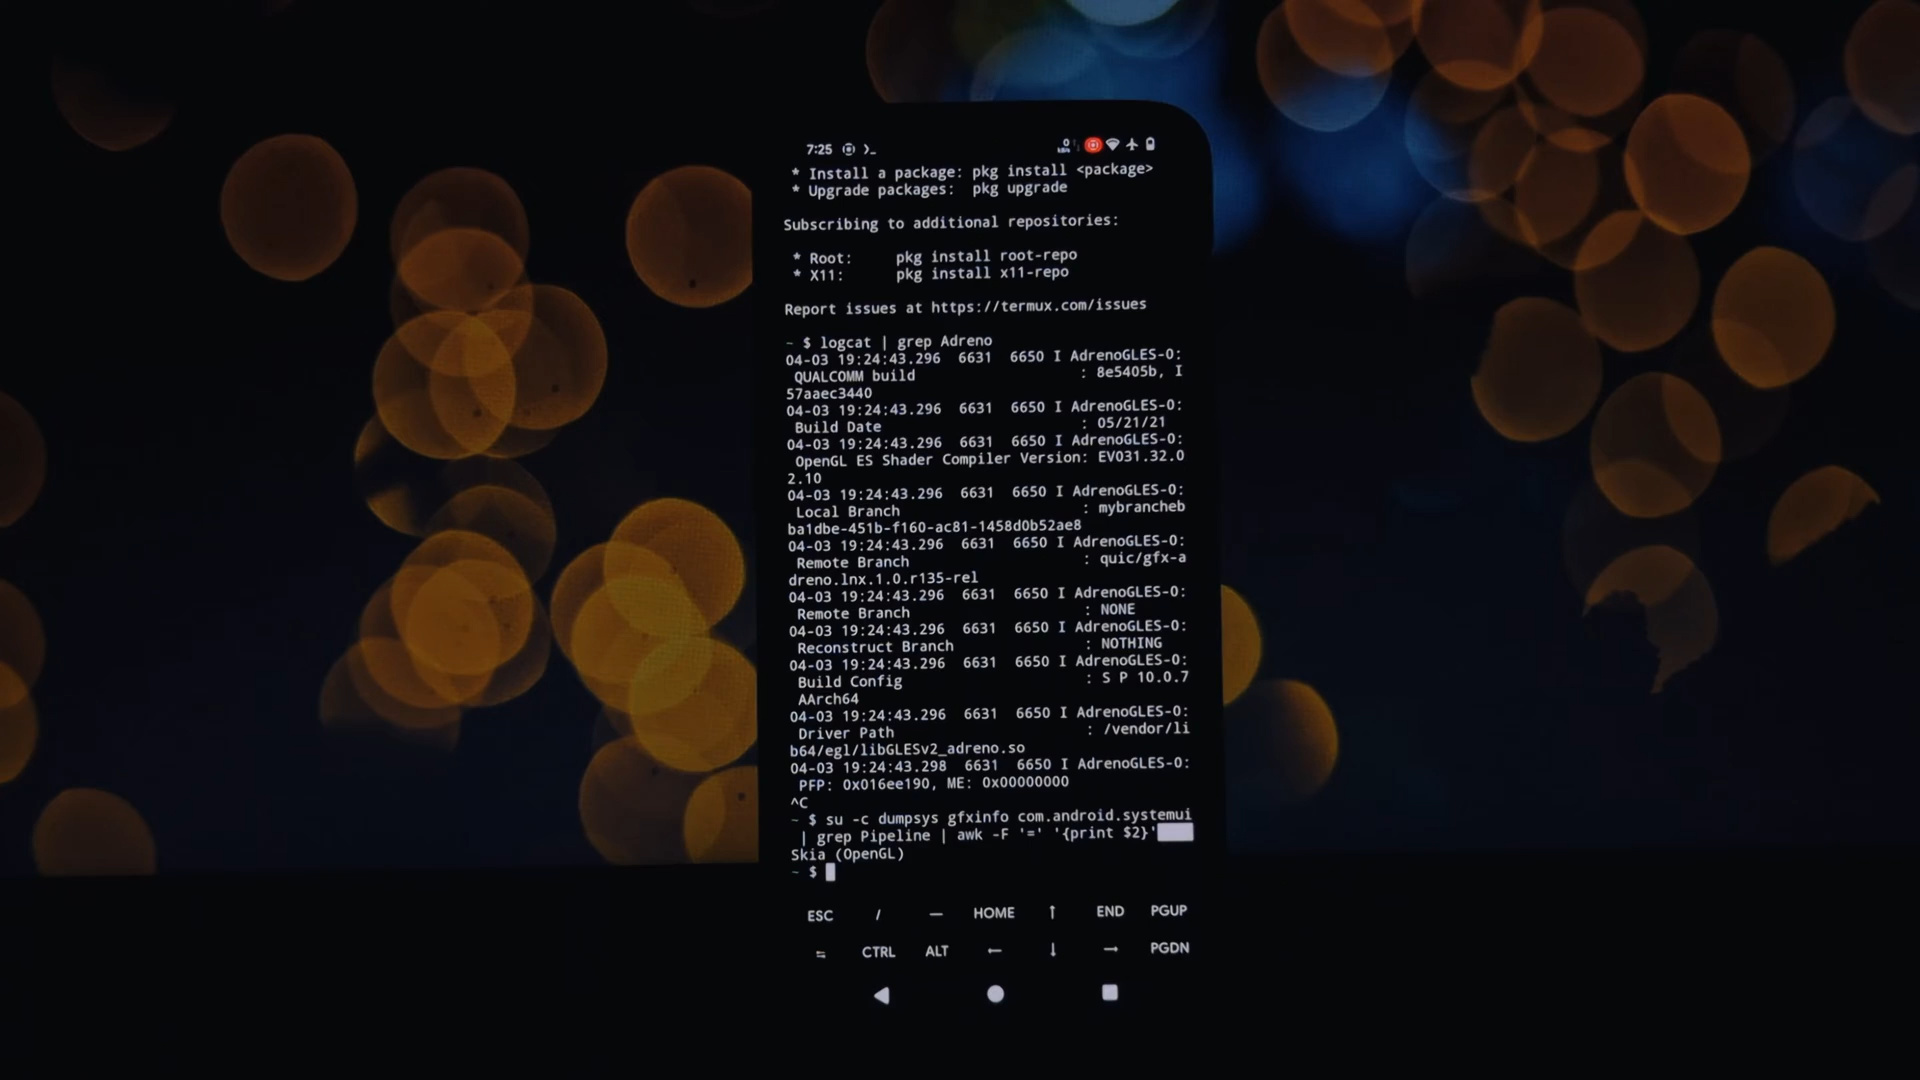 7:25
* Install a package: pkg install <package>
* Upgrade packages: pkg upgrade
Subscribing to additional repositories:
* Root: pkg install root-repo
* X11: pkg install x11-repo
Report issues at https://termux.com/issues
~ $ logcat | grep Adreno
04-03 19:24:43.296 6631 6650 I AdrenoGLES-0:
QUALCOMM build : 8e5405b, I
57aaec3440
04-03 19:24:43.296 6631 6650 I AdrenoGLES-0:
Build Date : 05/21/21
04-03 19:24:43.296 6631 6650 I AdrenoGLES-0:
OpenGL ES Shader Compiler Version: EV031.32.0
2.10
04-03 19:24:43.296 6631 6650 I AdrenoGLES-0:
Local Branch : mybrancheb
ba1dbe-451b-f160-ac81-1458d0b52ae8
04-03 19:24:43.296 6631 6650 I AdrenoGLES-0:
Remote Branch : quic/gfx-a
dreno.lnx.1.0.r135-rel
04-03 19:24:43.296 6631 6650 I AdrenoGLES-0:
Remote Branch : NONE
04-03 19:24:43.296 6631 6650 I AdrenoGLES-0:
Reconstruct Branch : NOTHING
04-03 19:24:43.296 6631 6650 I AdrenoGLES-0:
Build Config : S P 10.0.7
AArch64
04-03 19:24:43.296 6631 6650 I AdrenoGLES-0:
Driver Path : /vendor/li
b64/egl/libGLESv2_adreno.so
04-03 19:24:43.298 6631 6650 I AdrenoGLES-0:
PFP: 0x016ee190, ME: 0x00000000
^C
~ $ su -c dumpsys gfxinfo com.android.systemui
| grep Pipeline | awk -F '=' '{print $2}'
Skia (OpenGL)
~ $
ESC / — HOME ↑ END PGUP
⇆ CTRL ALT ← ↓ → PGDN